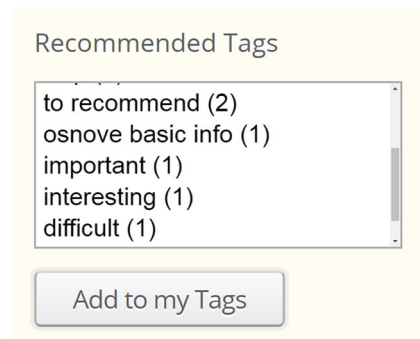 Recommended Tags
to recommend (2)
osnove basic info (1)
important (1)
interesting (1)
difficult (1)
Add to my Tags